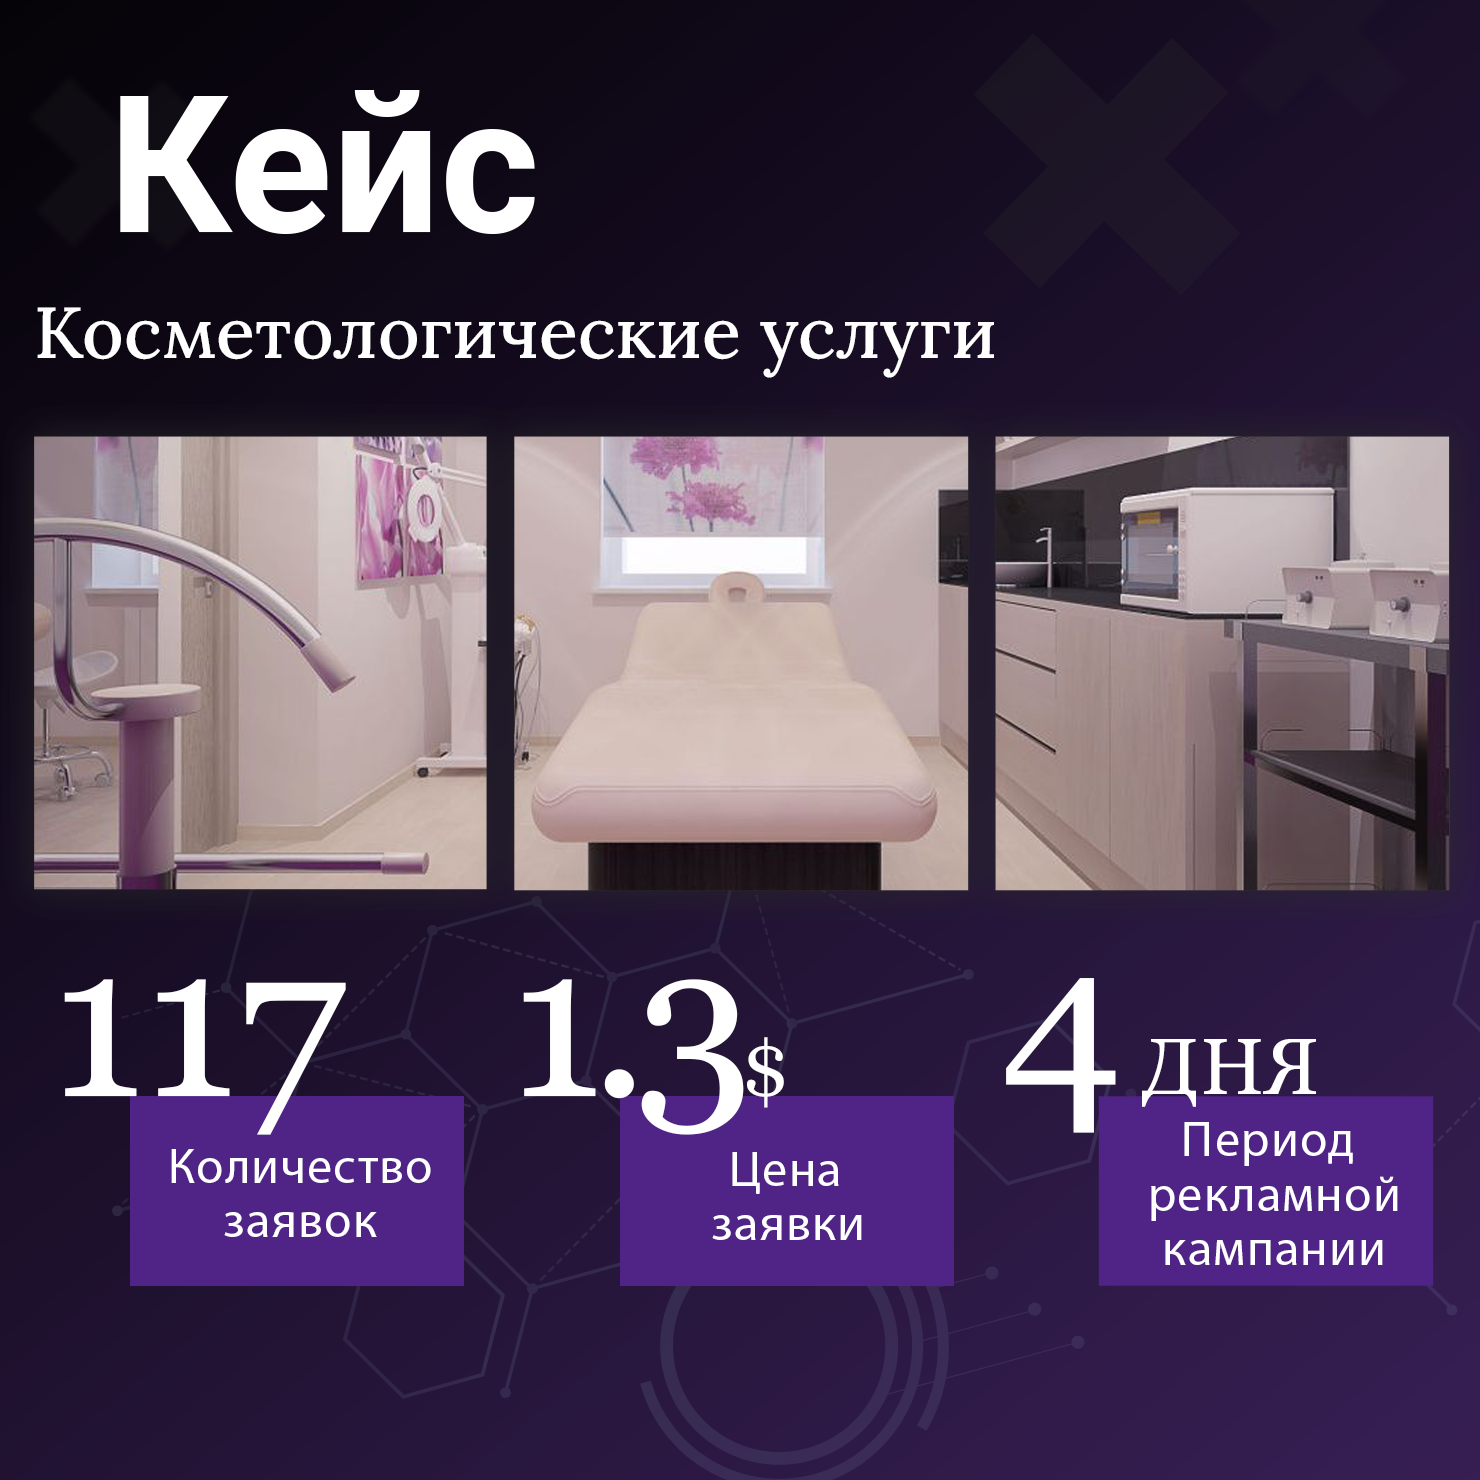 Кейс
Косметологические услуги
117
Количество
заявок
1.3$
Цена
заявки
4 дня
Период
рекламной
кампании